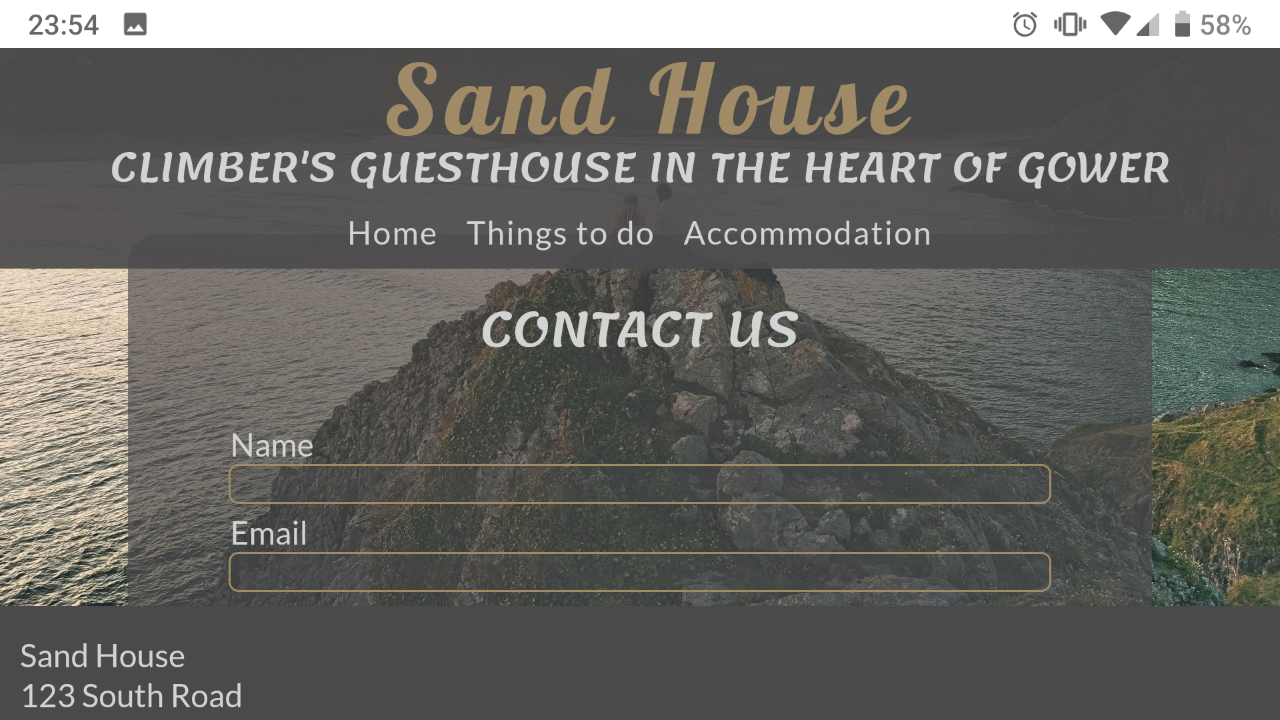 23:54 58%
Sand House
CLIMBER'S GUESTHOUSE IN THE HEART OF GOWER
Home Things to do Accommodation
CONTACT US
Name
Email
Sand House
123 South Road